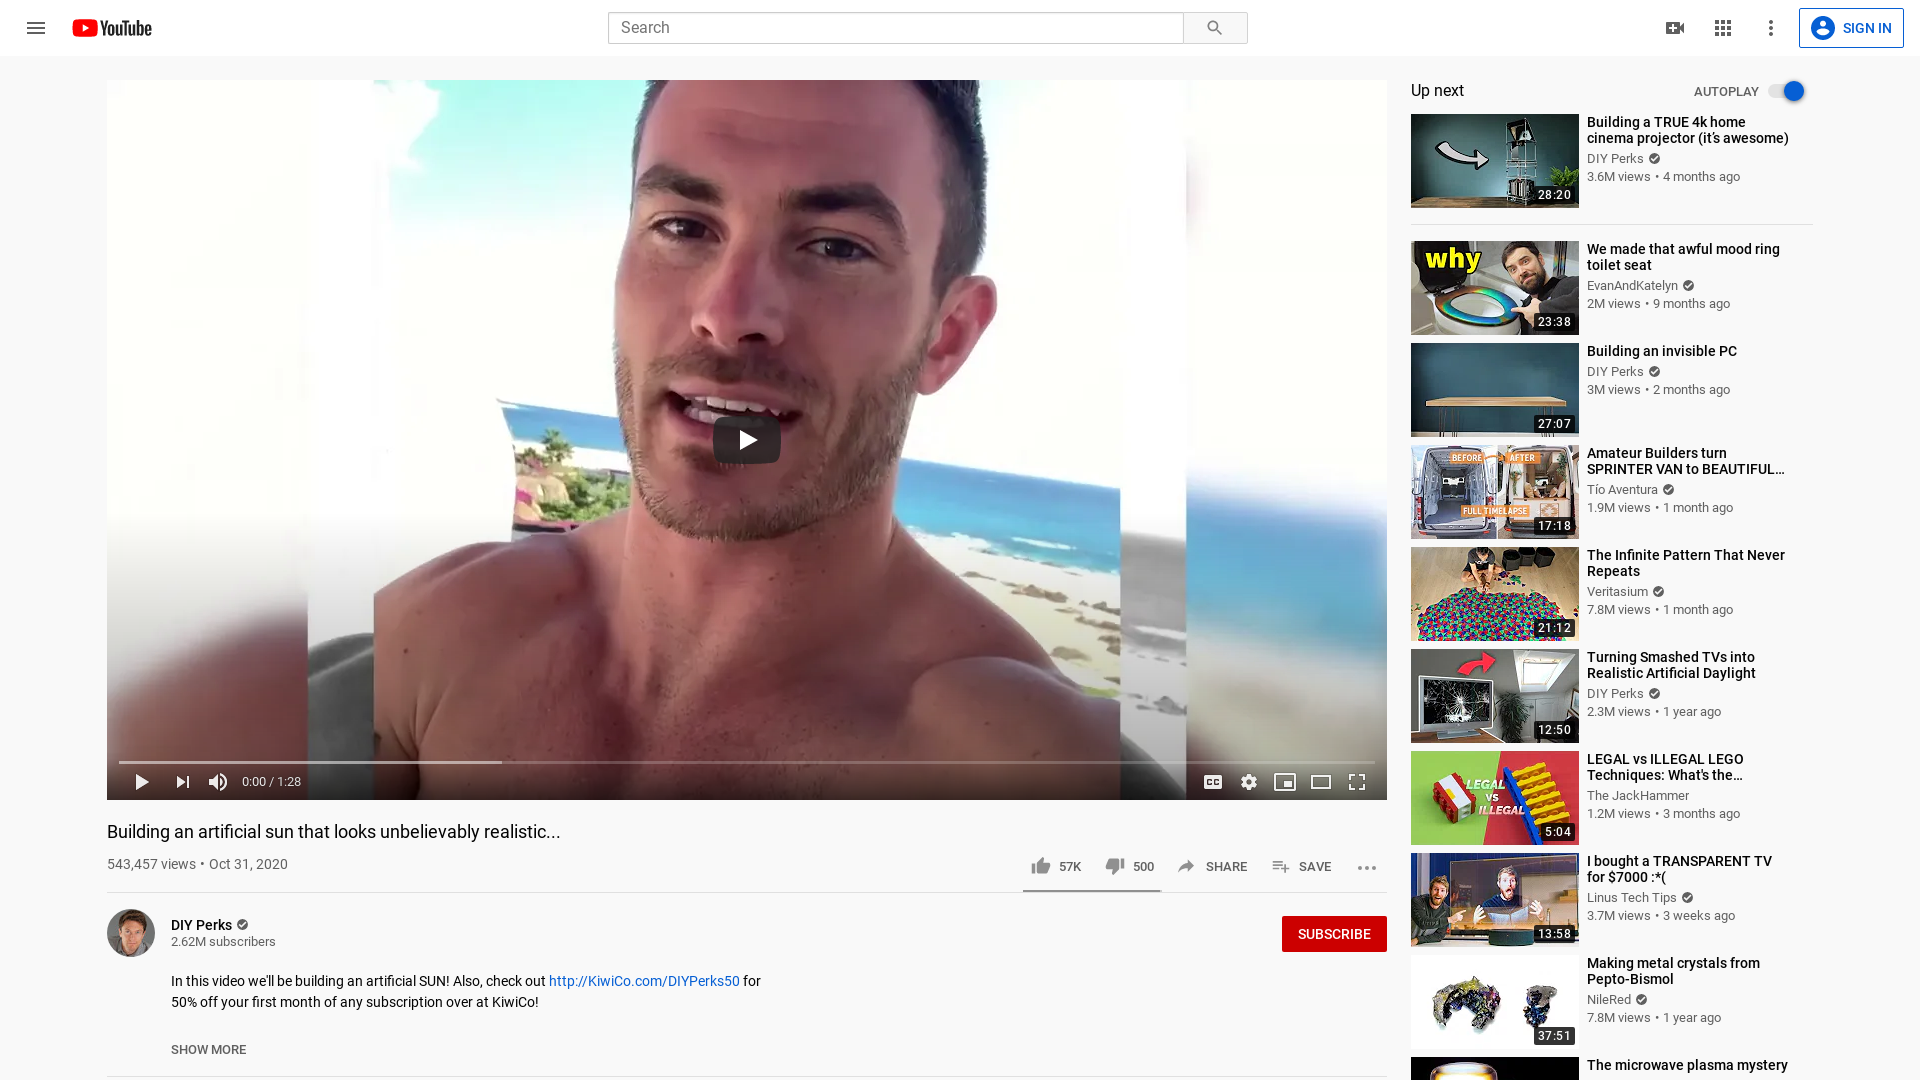 YouTube
Search
SIGN IN
0:00 / 1:28
CC
Building an artificial sun that looks unbelievably realistic...
543,457 views • Oct 31, 2020
57K
500
SHARE
SAVE
DIY Perks
2.62M subscribers
SUBSCRIBE
In this video we'll be building an artificial SUN! Also, check out http://KiwiCo.com/DIYPerks50 for
50% off your first month of any subscription over at KiwiCo!
SHOW MORE
Up next
AUTOPLAY
28:20
Building a TRUE 4k home
cinema projector (it's awesome)
DIY Perks
3.6M views • 4 months ago
why
23:38
We made that awful mood ring
toilet seat
EvanAndKatelyn
2M views • 9 months ago
27:07
Building an invisible PC
DIY Perks
3M views • 2 months ago
BEFORE
AFTER
FULL TIMELAPSE
17:18
Amateur Builders turn
SPRINTER VAN to BEAUTIFUL...
Tío Aventura
1.9M views • 1 month ago
21:12
The Infinite Pattern That Never
Repeats
Veritasium
7.8M views • 1 month ago
12:50
Turning Smashed TVs into
Realistic Artificial Daylight
DIY Perks
2.3M views • 1 year ago
LEGAL
VS
ILLEGAL
5:04
LEGAL vs ILLEGAL LEGO
Techniques: What's the...
The JackHammer
1.2M views • 3 months ago
13:58
I bought a TRANSPARENT TV
for $7000 :*(
Linus Tech Tips
3.7M views • 3 weeks ago
37:51
Making metal crystals from
Pepto-Bismol
NileRed
7.8M views • 1 year ago
The microwave plasma mystery